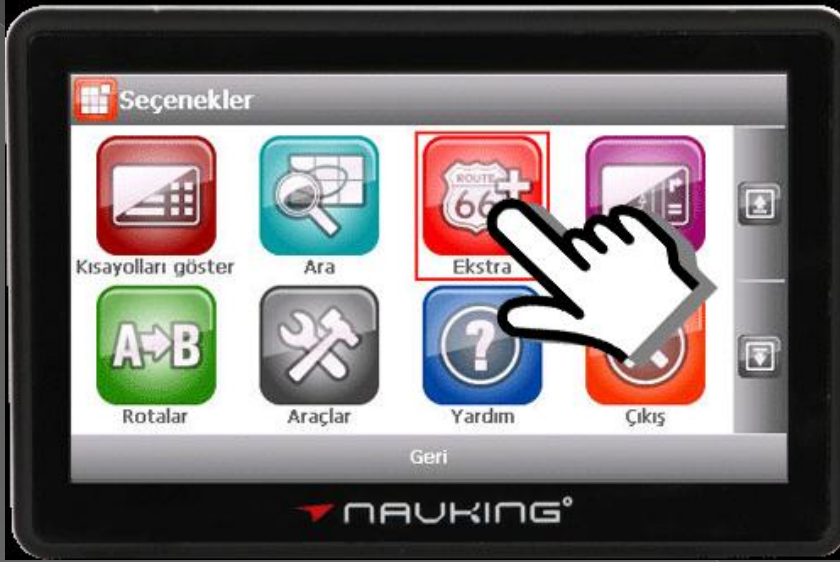 Seçenekler
ROUTE
66
Kısayolları göster
Ara
Ekstra
A B
Rotalar
Araçlar
?
Yardım
Çıkış
Geri
NAVKING°